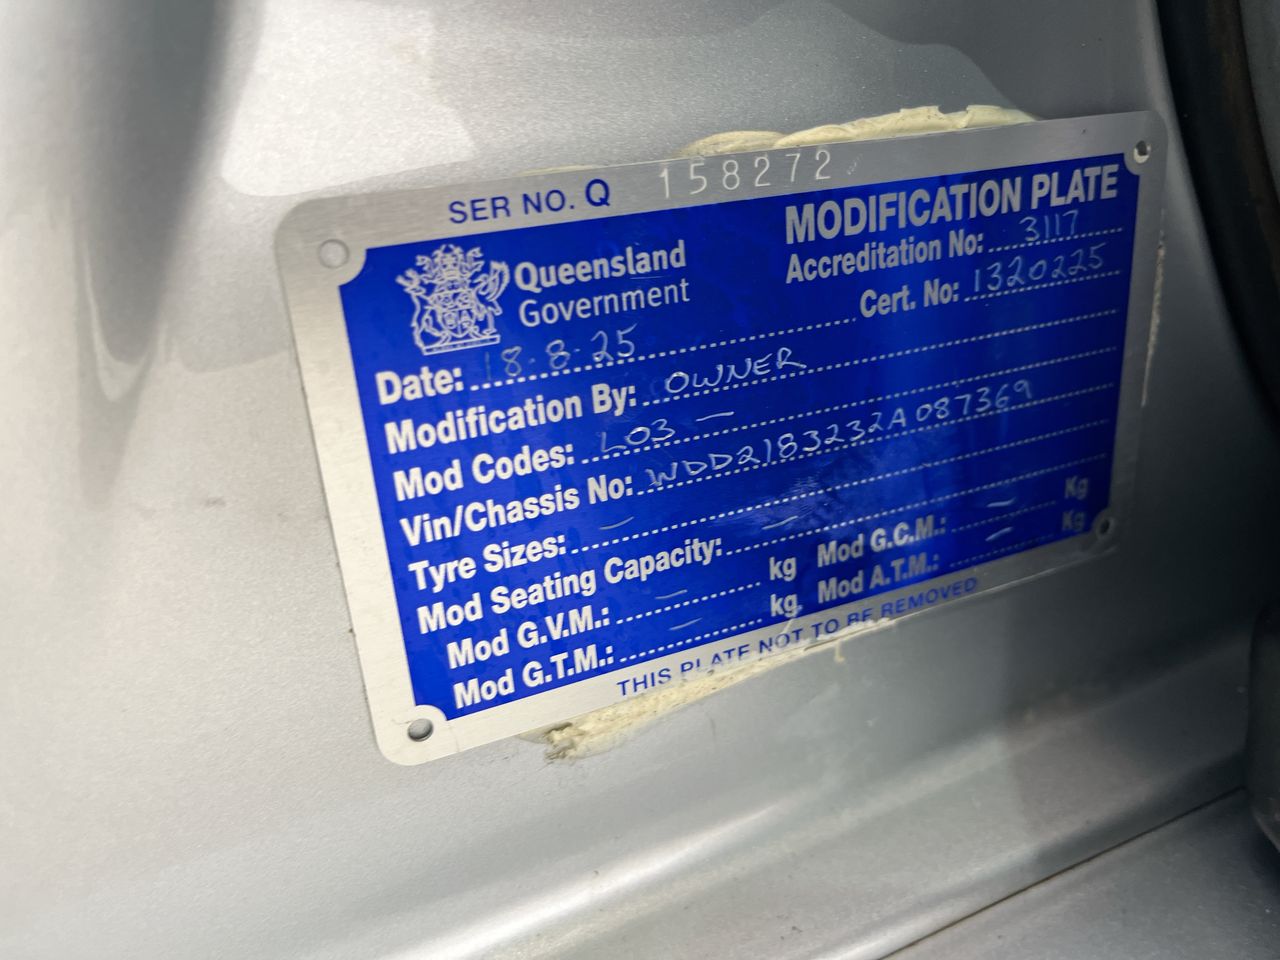 SER NO. Q 158272
MODIFICATION PLATE
Queensland
Government
Accreditation No: 3117
Cert. No: 1320225
Date: 18-8-25
Modification By: OWNER
Mod Codes: LO3 —
Vin/Chassis No: WDD2183232A087369
Tyre Sizes: —
Mod Seating Capacity: —
Mod G.V.M.: — kg Mod G.C.M.: — Kg
Mod G.T.M.: — kg Mod A.T.M.: — Kg
THIS PLATE NOT TO BE REMOVED